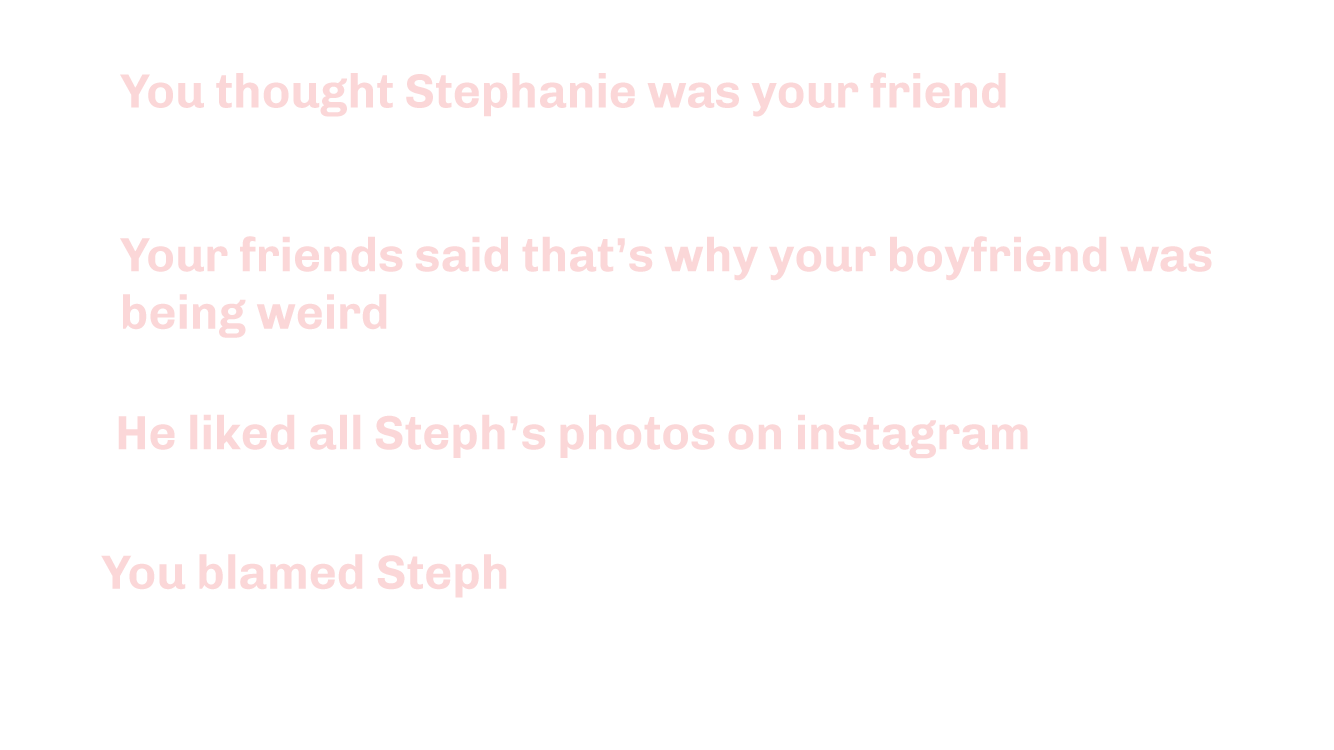 You thought Stephanie was your friend
Your friends said that’s why your boyfriend was
being weird
He liked all Steph’s photos on instagram
You blamed Steph